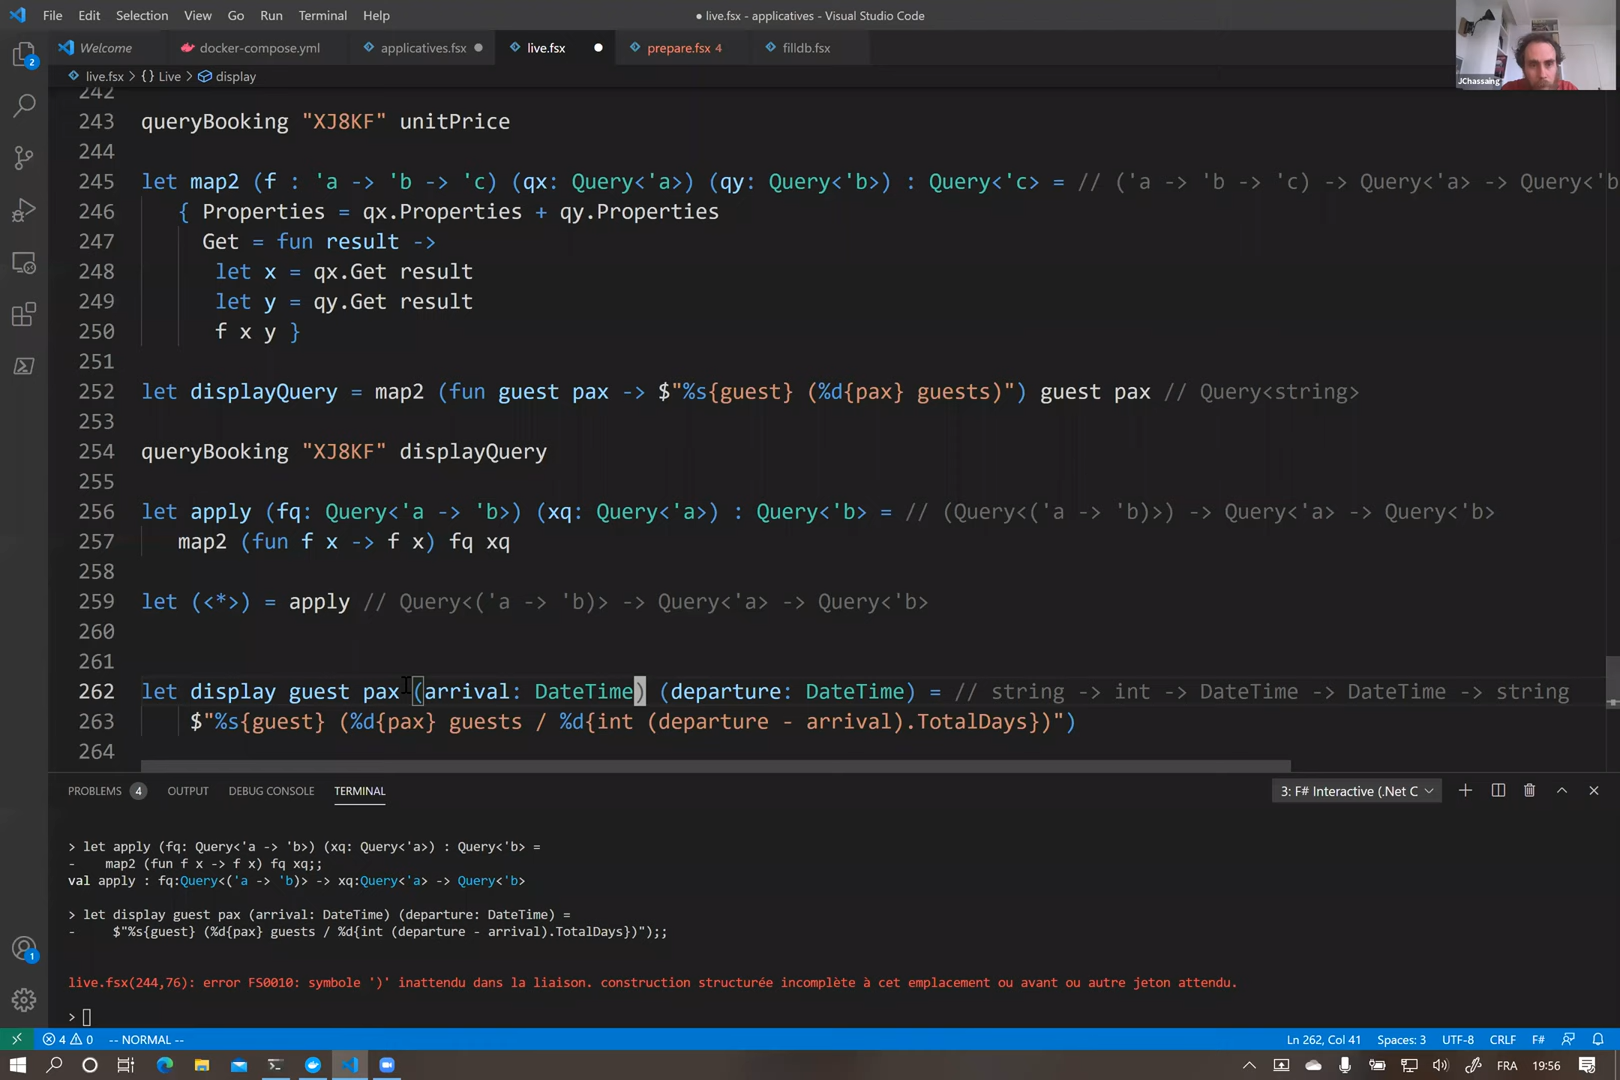 File Edit Selection View Go Run Terminal Help
● live.fsx - applicatives - Visual Studio Code
Welcome docker-compose.yml applicatives.fsx live.fsx prepare.fsx 4 filldb.fsx
JChassaing
live.fsx > {} Live > display
242
243 queryBooking "XJ8KF" unitPrice
244
245 let map2 (f : 'a -> 'b -> 'c) (qx: Query<'a>) (qy: Query<'b>) : Query<'c> = // ('a -> 'b -> 'c) -> Query<'a> -> Query<'b
246 { Properties = qx.Properties + qy.Properties
247 Get = fun result ->
248 let x = qx.Get result
249 let y = qy.Get result
250 f x y }
251
252 let displayQuery = map2 (fun guest pax -> $"%s{guest} (%d{pax} guests)") guest pax // Query<string>
253
254 queryBooking "XJ8KF" displayQuery
255
256 let apply (fq: Query<'a -> 'b>) (xq: Query<'a>) : Query<'b> = // (Query<('a -> 'b)>) -> Query<'a> -> Query<'b>
257 map2 (fun f x -> f x) fq xq
258
259 let (<*>) = apply // Query<('a -> 'b)> -> Query<'a> -> Query<'b>
260
261
262 let display guest pax (arrival: DateTime) (departure: DateTime) = // string -> int -> DateTime -> DateTime -> string
263 $"%s{guest} (%d{pax} guests / %d{int (departure - arrival).TotalDays})")
264
PROBLEMS 4 OUTPUT DEBUG CONSOLE TERMINAL 3: F# Interactive (.Net C
> let apply (fq: Query<'a -> 'b>) (xq: Query<'a>) : Query<'b> =
- map2 (fun f x -> f x) fq xq;;
val apply : fq:Query<('a -> 'b)> -> xq:Query<'a> -> Query<'b>
> let display guest pax (arrival: DateTime) (departure: DateTime) =
- $"%s{guest} (%d{pax} guests / %d{int (departure - arrival).TotalDays})");;
live.fsx(244,76): error FS0010: symbole ')' inattendu dans la liaison. construction structurée incomplète à cet emplacement ou avant ou autre jeton attendu.
>
4 0 -- NORMAL -- Ln 262, Col 41 Spaces: 3 UTF-8 CRLF F#
FRA 19:56
2
1